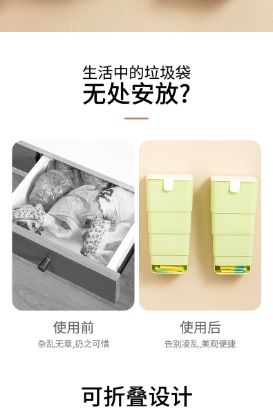 生活中的垃圾袋
无处安放?
使用前
使用后
杂乱无章,仍之可惜
告别凌乱,美观便捷
可折叠设计